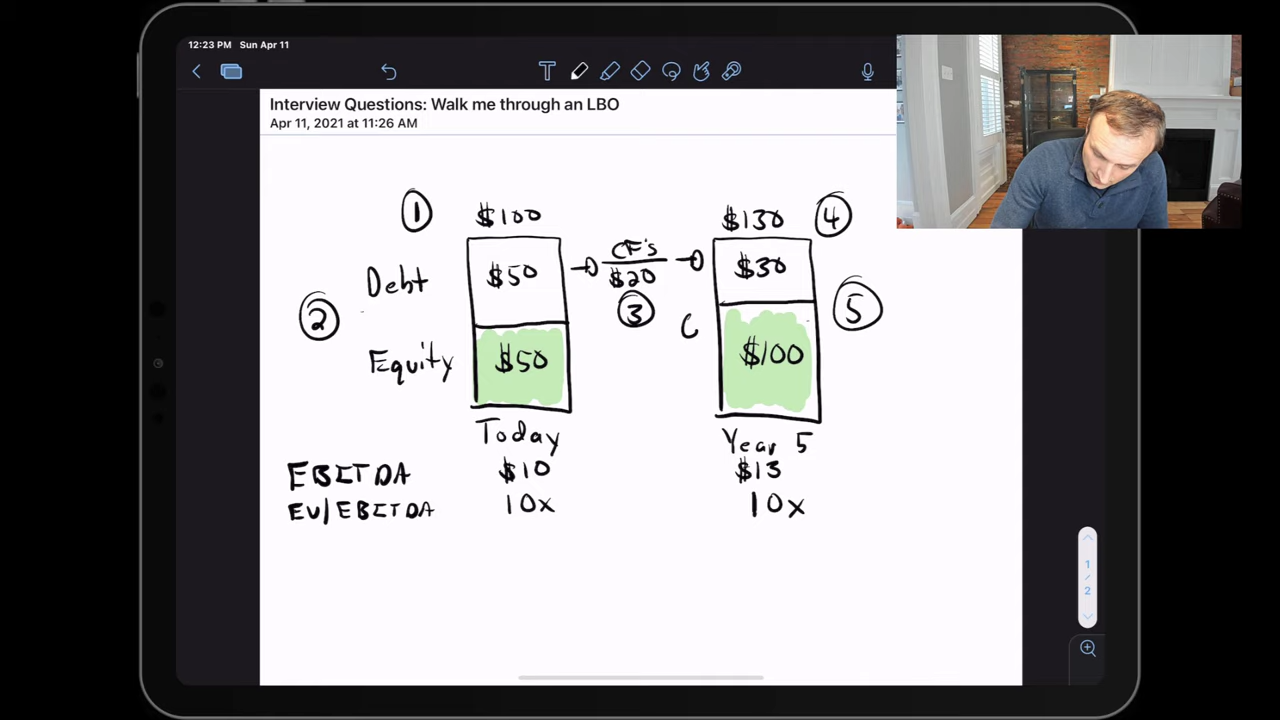 12:23 PM Sun Apr 11
Interview Questions: Walk me through an LBO
Apr 11, 2021 at 11:26 AM
① $100 $130 ④
Debt $50 CF's $30
$20
② ③ ⑤
C
Equity $50 $100
Today Year 5
EBITDA $10 $13
EV/EBITDA 10x 10x
1
/
2